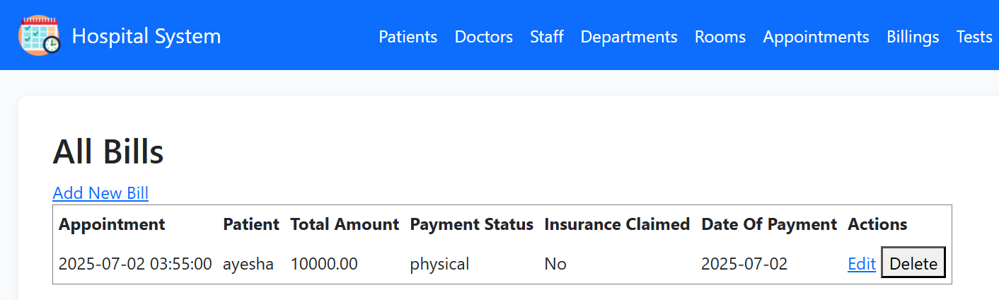 Hospital System Patients Doctors Staff Departments Rooms Appointments Billings Tests
All Bills
Add New Bill
Appointment Patient Total Amount Payment Status Insurance Claimed Date Of Payment Actions
2025-07-02 03:55:00 ayesha 10000.00 physical No 2025-07-02 Edit Delete